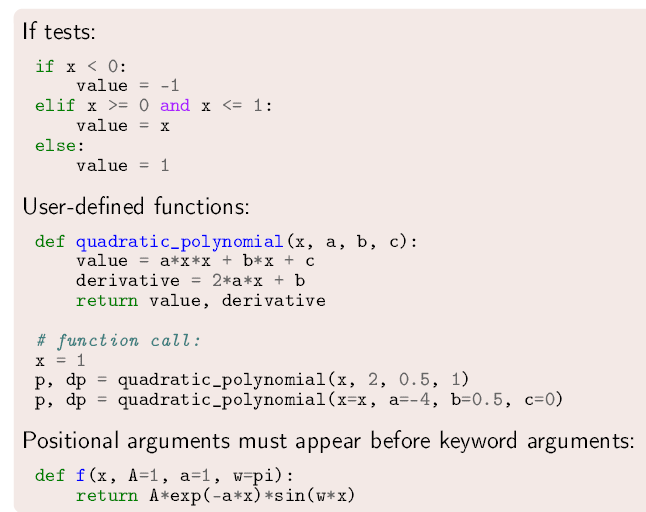 If tests:
if x < 0:
    value = -1
elif x >= 0 and x <= 1:
    value = x
else:
    value = 1
User-defined functions:
def quadratic_polynomial(x, a, b, c):
    value = a*x*x + b*x + c
    derivative = 2*a*x + b
    return value, derivative
# function call:
x = 1
p, dp = quadratic_polynomial(x, 2, 0.5, 1)
p, dp = quadratic_polynomial(x=x, a=-4, b=0.5, c=0)
Positional arguments must appear before keyword arguments:
def f(x, A=1, a=1, w=pi):
    return A*exp(-a*x)*sin(w*x)